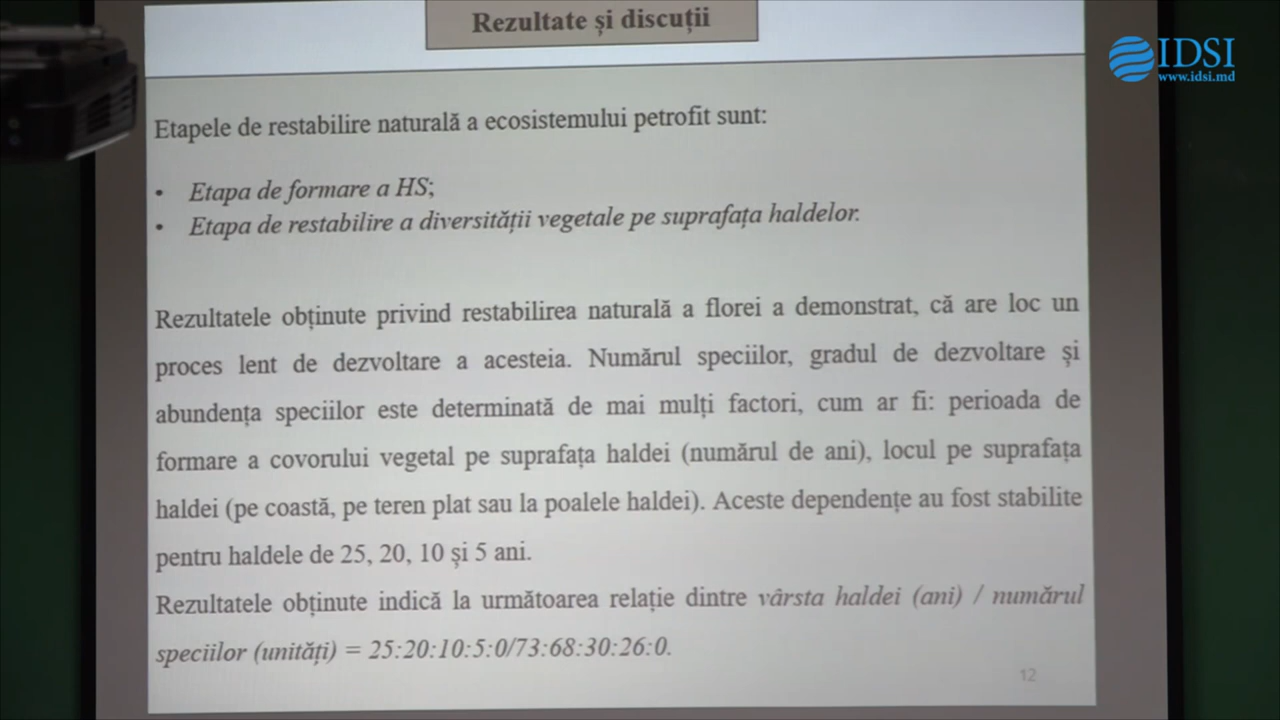 Rezultate și discuții
IDSI
www.idsi.md
Etapele de restabilire naturală a ecosistemului petrofit sunt:
• Etapa de formare a HS;
• Etapa de restabilire a diversității vegetale pe suprafața haldelor.
Rezultatele obținute privind restabilirea naturală a florei a demonstrat, că are loc un
proces lent de dezvoltare a acesteia. Numărul speciilor, gradul de dezvoltare și
abundența speciilor este determinată de mai mulți factori, cum ar fi: perioada de
formare a covorului vegetal pe suprafața haldei (numărul de ani), locul pe suprafața
haldei (pe coastă, pe teren plat sau la poalele haldei). Aceste dependențe au fost stabilite
pentru haldele de 25, 20, 10 și 5 ani.
Rezultatele obținute indică la următoarea relație dintre vârsta haldei (ani) / numărul
speciilor (unități) = 25:20:10:5:0/73:68:30:26:0.
12